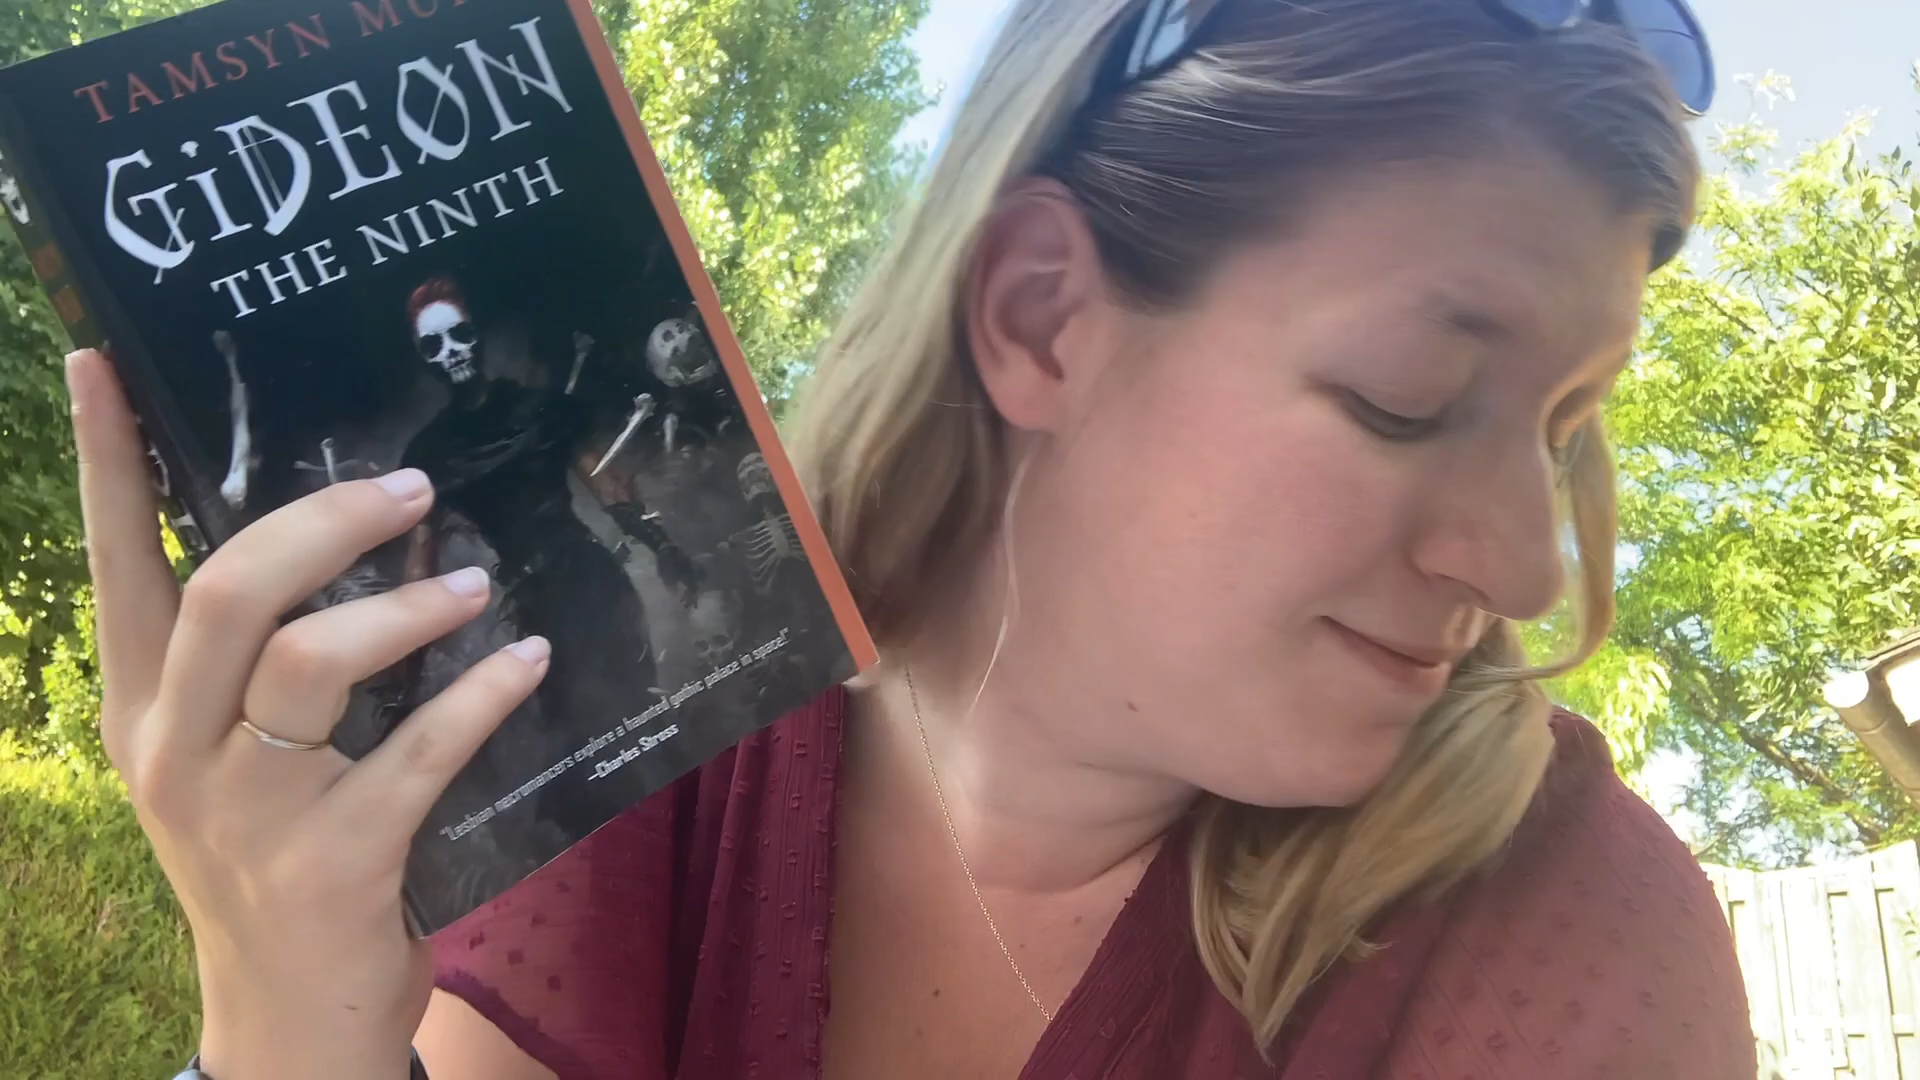 TAMSYN MU
GiDEON
THE NINTH
"Lesbian necromancers explore a haunted gothic palace in space!"
—Charles Stross